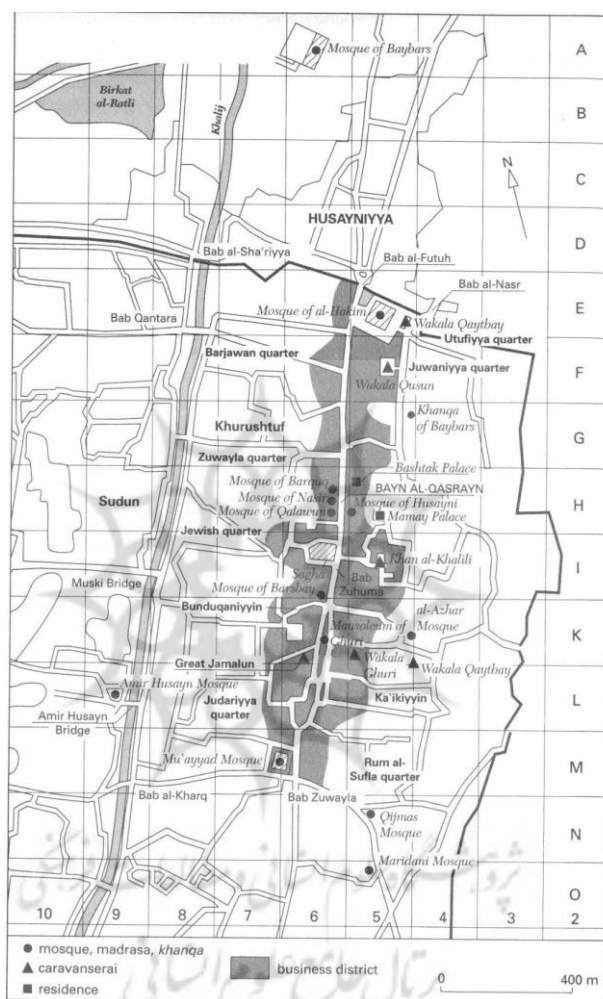 Mosque of Baybars
A
Birkat
al-Ratli
Khalij
B
N
C
HUSAYNIYYA
D
Bab al-Sha'riyya
Bab al-Futuh
Bab al-Nasr
E
Mosque of al-Hakim
Bab Qantara
Wakala Qaytbay
Utufiyya quarter
Barjawan quarter
Juwaniyya quarter
F
Wakala Qusun
Khurushtuf
Khanqa
of Baybars
G
Zuwayla quarter
Bashtak Palace
Mosque of Barquq
BAYN AL-QASRAYN
Mosque of Nasir
Mosque of Husayni
Sudun
Mosque of Qalawun
H
Mamay Palace
Jewish quarter
Khan al-Khalili
I
Sagha
Bab
Zuhuma
Muski Bridge
Mosque of Barsbay
Bunduqaniyyin
al-Azhar
Mosque
Mausoleum of
Ghuri
K
Great Jamalun
Wakala
Ghuri
Wakala Qaytbay
Amir Husayn Mosque
Judariyya
quarter
Ka'ikiyyin
L
Amir Husayn
Bridge
Mu'ayyad Mosque
Rum al-
Sufla quarter
M
Bab al-Kharq
Bab Zuwayla
Qijmas
Mosque
N
Maridani Mosque
O
10 9 8 7 6 5 4 3 2
mosque, madrasa, khanqa
caravanserai
residence
business district
0 400 m